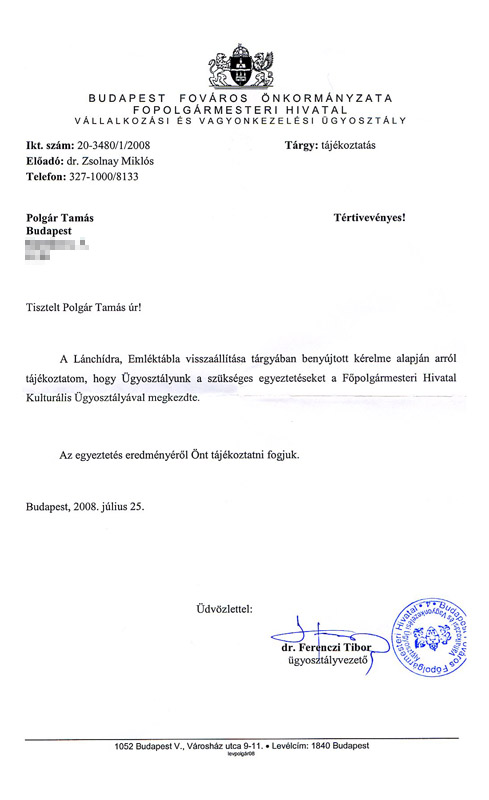 BUDAPEST FOVÁROS ÖNKORMÁNYZATA
FOPOLGÁRMESTERI HIVATAL
VÁLLALKOZÁSI ÉS VAGYONKEZELÉSI ÜGYOSZTÁLY
Ikt. szám: 20-3480/1/2008
Tárgy: tájékoztatás
Előadó: dr. Zsolnay Miklós
Telefon: 327-1000/8133
Polgár Tamás
Tértivevényes!
Budapest
Tisztelt Polgár Tamás úr!
A Lánchídra, Emléktábla visszaállítása tárgyában benyújtott kérelme alapján arról
tájékoztatom, hogy Ügyosztályunk a szükséges egyeztetéseket a Főpolgármesteri Hivatal
Kulturális Ügyosztályával megkezdte.
Az egyeztetés eredményéről Önt tájékoztatni fogjuk.
Budapest, 2008. július 25.
Üdvözlettel:
dr. Ferenczi Tibor
ügyosztályvezető
Budapest Főváros Főpolgármesteri Hivatal
1052 Budapest V., Városház utca 9-11. • Levélcím: 1840 Budapest
levpolgár08